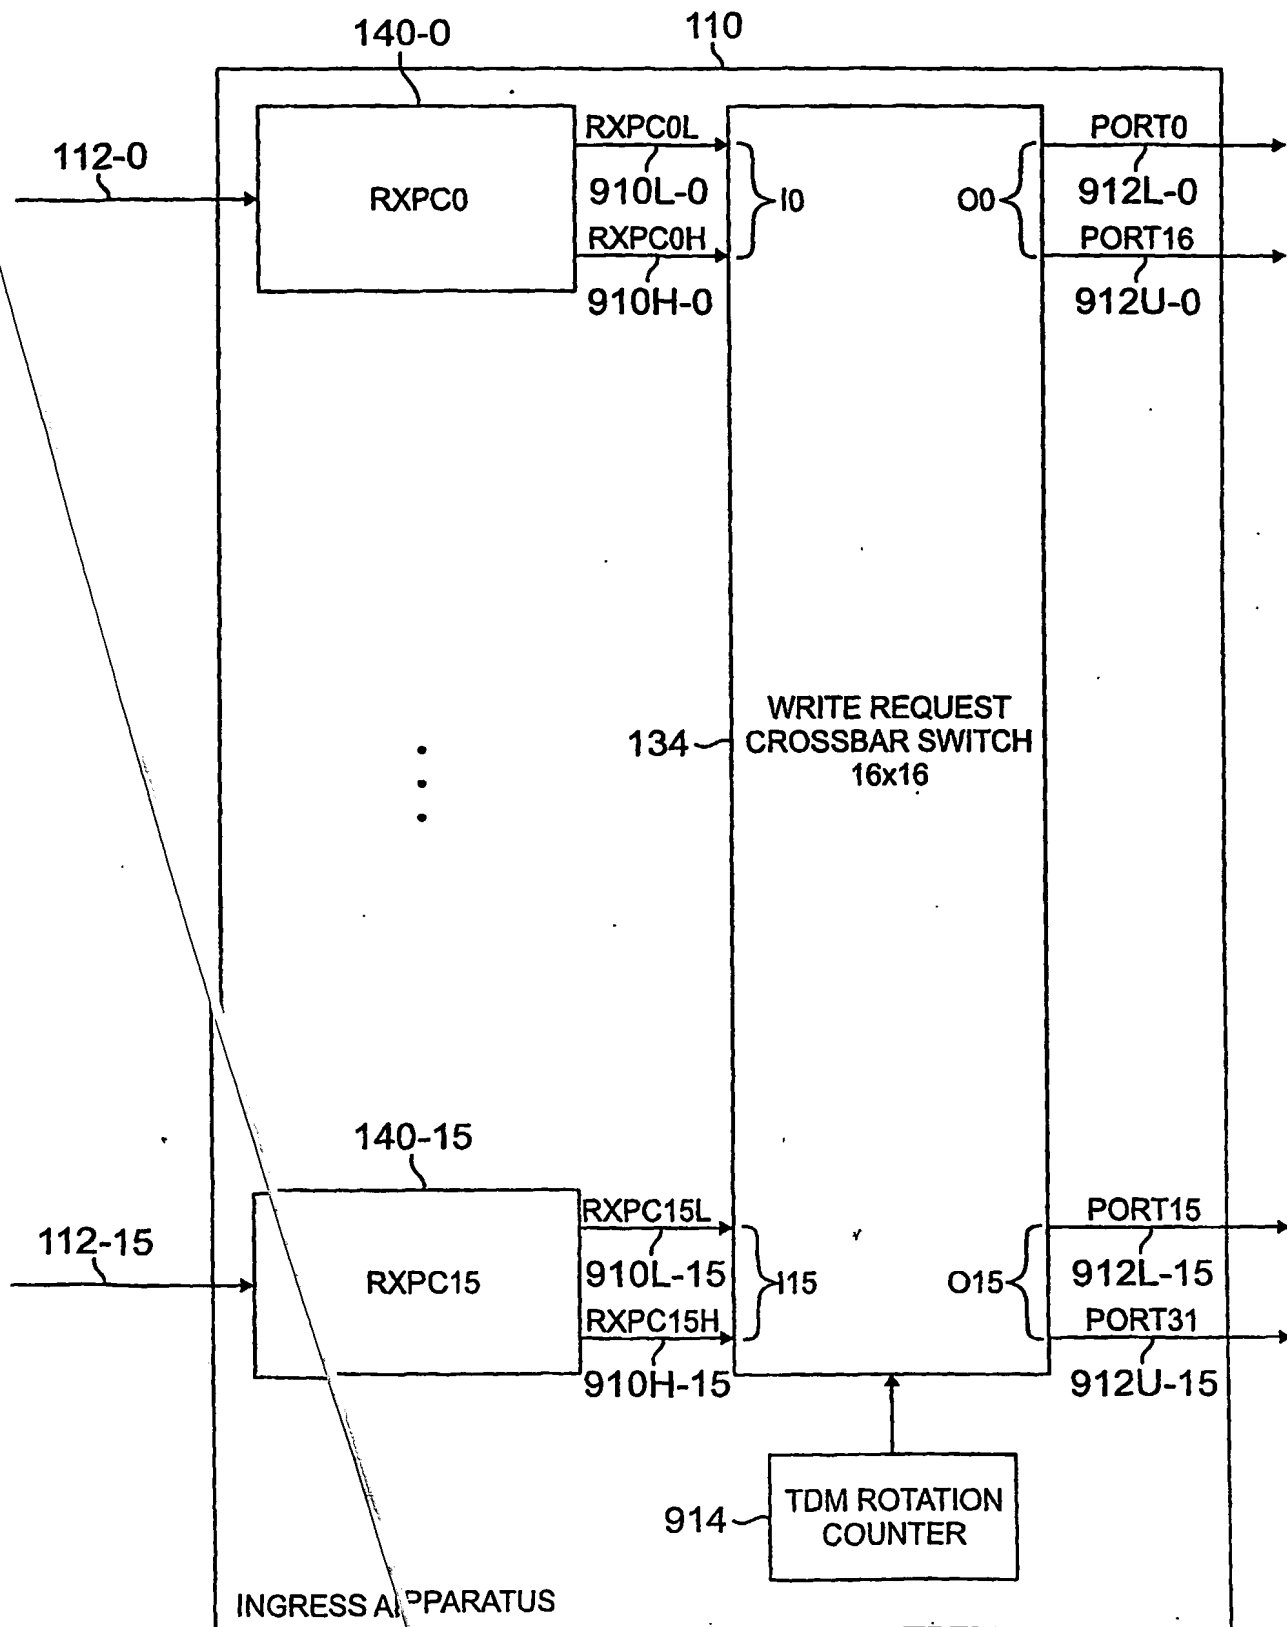 140-0
110
RXPC0L
PORT0
112-0
910L-0
I0
O0
912L-0
RXPC0
RXPC0H
PORT16
910H-0
912U-0
WRITE REQUEST
134
CROSSBAR SWITCH
16x16
140-15
RXPC15L
PORT15
112-15
910L-15
I15
O15
912L-15
RXPC15
RXPC15H
PORT31
910H-15
912U-15
TDM ROTATION
914
COUNTER
INGRESS APPARATUS